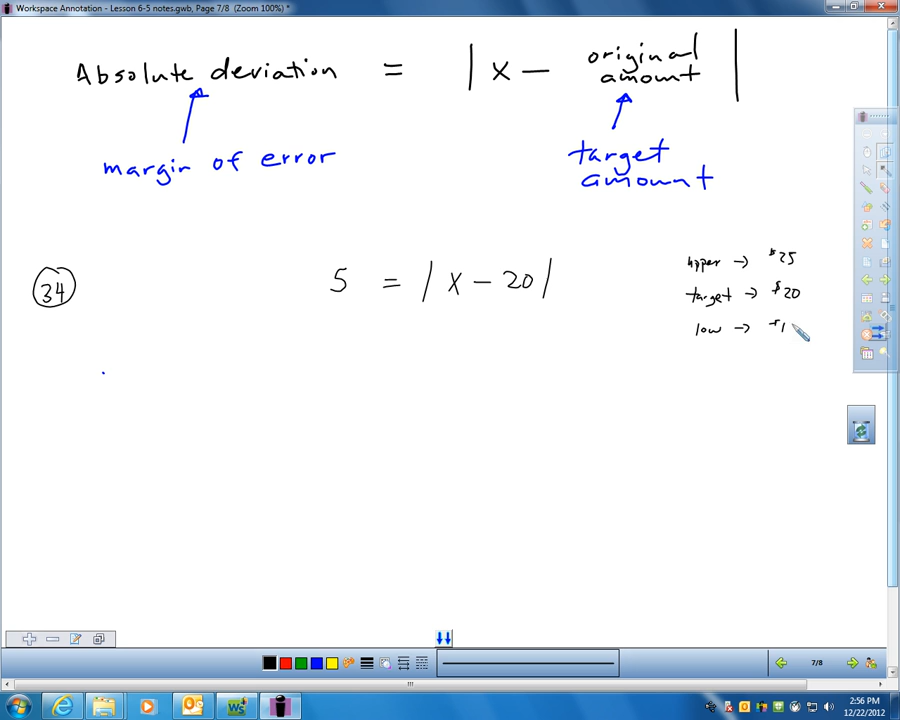 Workspace Annotation - Lesson 6-5 notes.gwb, Page 7/8 (Zoom 100%) *
Absolute deviation = | x - original amount |
margin of error
target
amount
34
5 = | x - 20 |
upper → $25
target → $20
low → $1
7/8
2:56 PM
12/22/2012